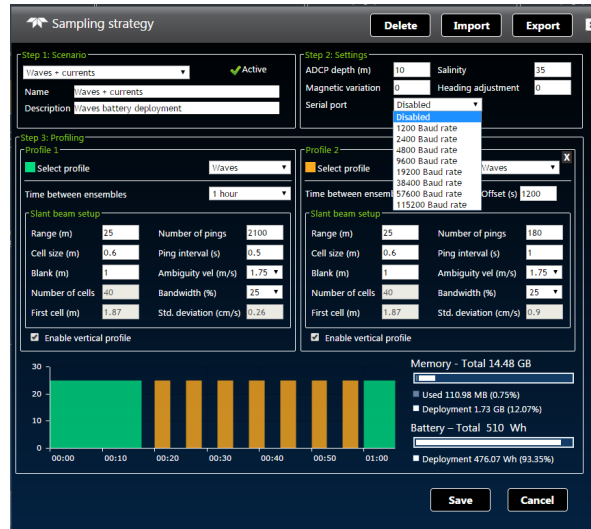 Sampling strategy
Delete
Import
Export
Step 1: Scenario
Waves + currents
Active
Name Waves + currents
Description Waves battery deployment
Step 2: Settings
ADCP depth (m) 10 Salinity 35
Magnetic variation 0 Heading adjustment 0
Serial port Disabled
Disabled
1200 Baud rate
2400 Baud rate
4800 Baud rate
9600 Baud rate
19200 Baud rate
38400 Baud rate
57600 Baud rate
115200 Baud rate
Step 3: Profiling
Profile 1
Select profile Waves
Time between ensembles 1 hour
Slant beam setup
Range (m) 25 Number of pings 2100
Cell size (m) 0.6 Ping interval (s) 0.5
Blank (m) 1 Ambiguity vel (m/s) 1.75
Number of cells 40 Bandwidth (%) 25
First cell (m) 1.87 Std. deviation (cm/s) 0.26
Enable vertical profile
Profile 2
X
Select profile Waves
Time between ensembl Offset (s) 1200
Slant beam setup
Range (m) 25 Number of pings 180
Cell size (m) 0.6 Ping interval (s) 1
Blank (m) 1 Ambiguity vel (m/s) 1.75
Number of cells 40 Bandwidth (%) 25
First cell (m) 1.87 Std. deviation (cm/s) 0.9
Enable vertical profile
30
20
10
0
00:00 00:10 00:20 00:30 00:40 00:50 01:00
Memory - Total 14.48 GB
Used 110.98 MB (0.75%)
Deployment 1.73 GB (12.07%)
Battery – Total 510 Wh
Deployment 476.07 Wh (93.35%)
Save
Cancel